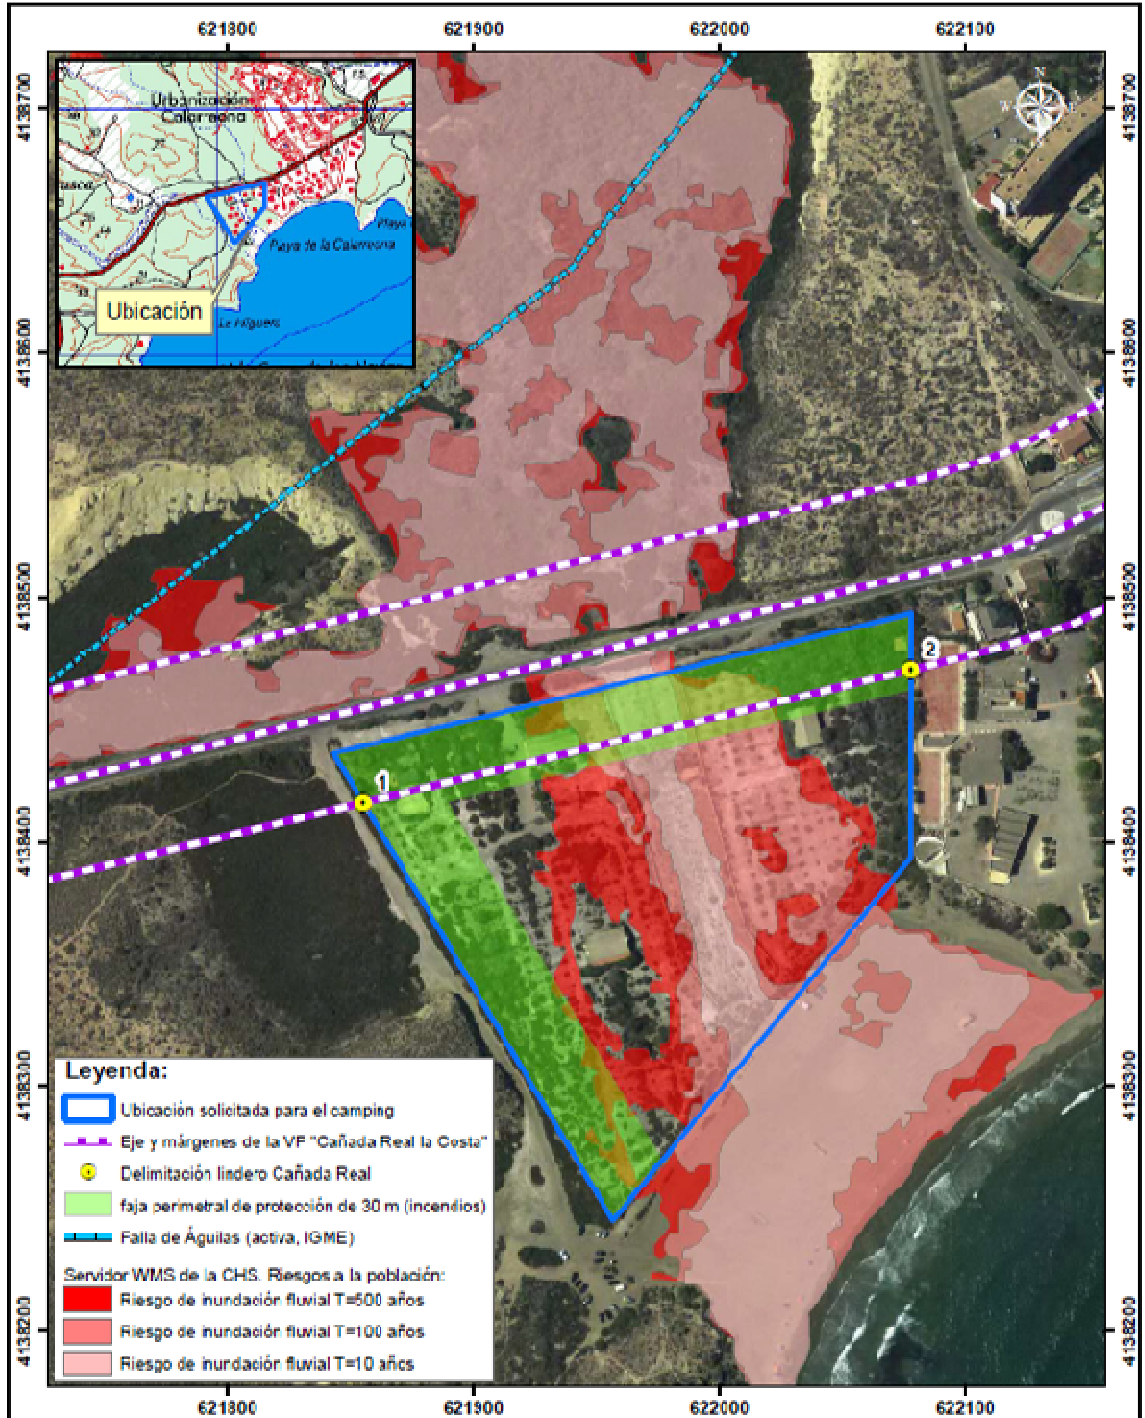 621800 621900 622000 622100
4138700 4138700
4138600 4138600
4138500 4138500
4138400 4138400
4138300 4138300
4138200 4138200
N
W
Urbanización
Calarreona
Playa de la Calarreona
Playa
La Higuera
Ubicación
1
2
Leyenda:
Ubicación solicitada para el camping
Eje y márgenes de la VP "Cañada Real la Costa"
Delimitación lindero Cañada Real
faja perimetral de protección de 30 m (incendios)
Falla de Águilas (activa, IGME)
Servidor WMS de la CHS. Riesgos a la población:
Riesgo de inundación fluvial T=500 años
Riesgo de inundación fluvial T=100 años
Riesgo de inundación fluvial T=10 años
621800 621900 622000 622100